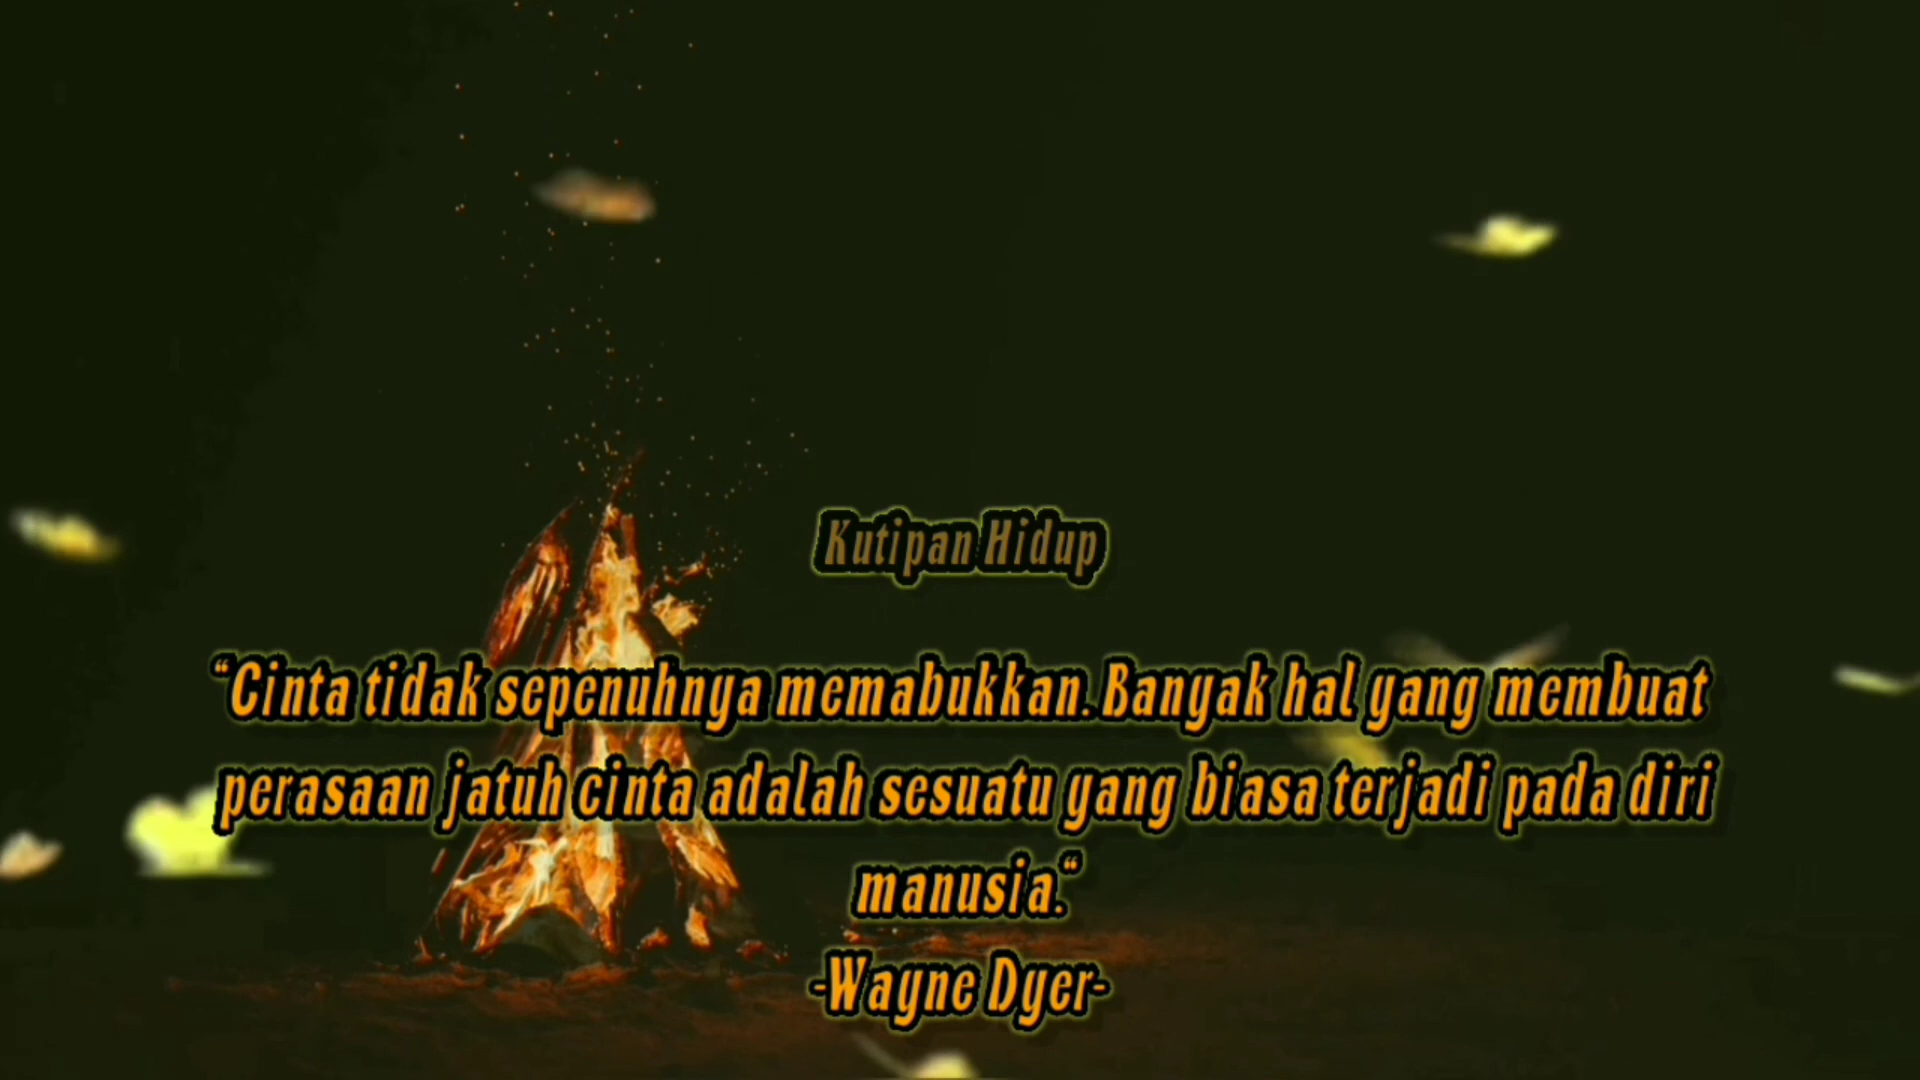 Kutipan Hidup
“Cinta tidak sepenuhnya memabukkan. Banyak hal yang membuat
perasaan jatuh cinta adalah sesuatu yang biasa terjadi pada diri
manusia.“
-Wayne Dyer-